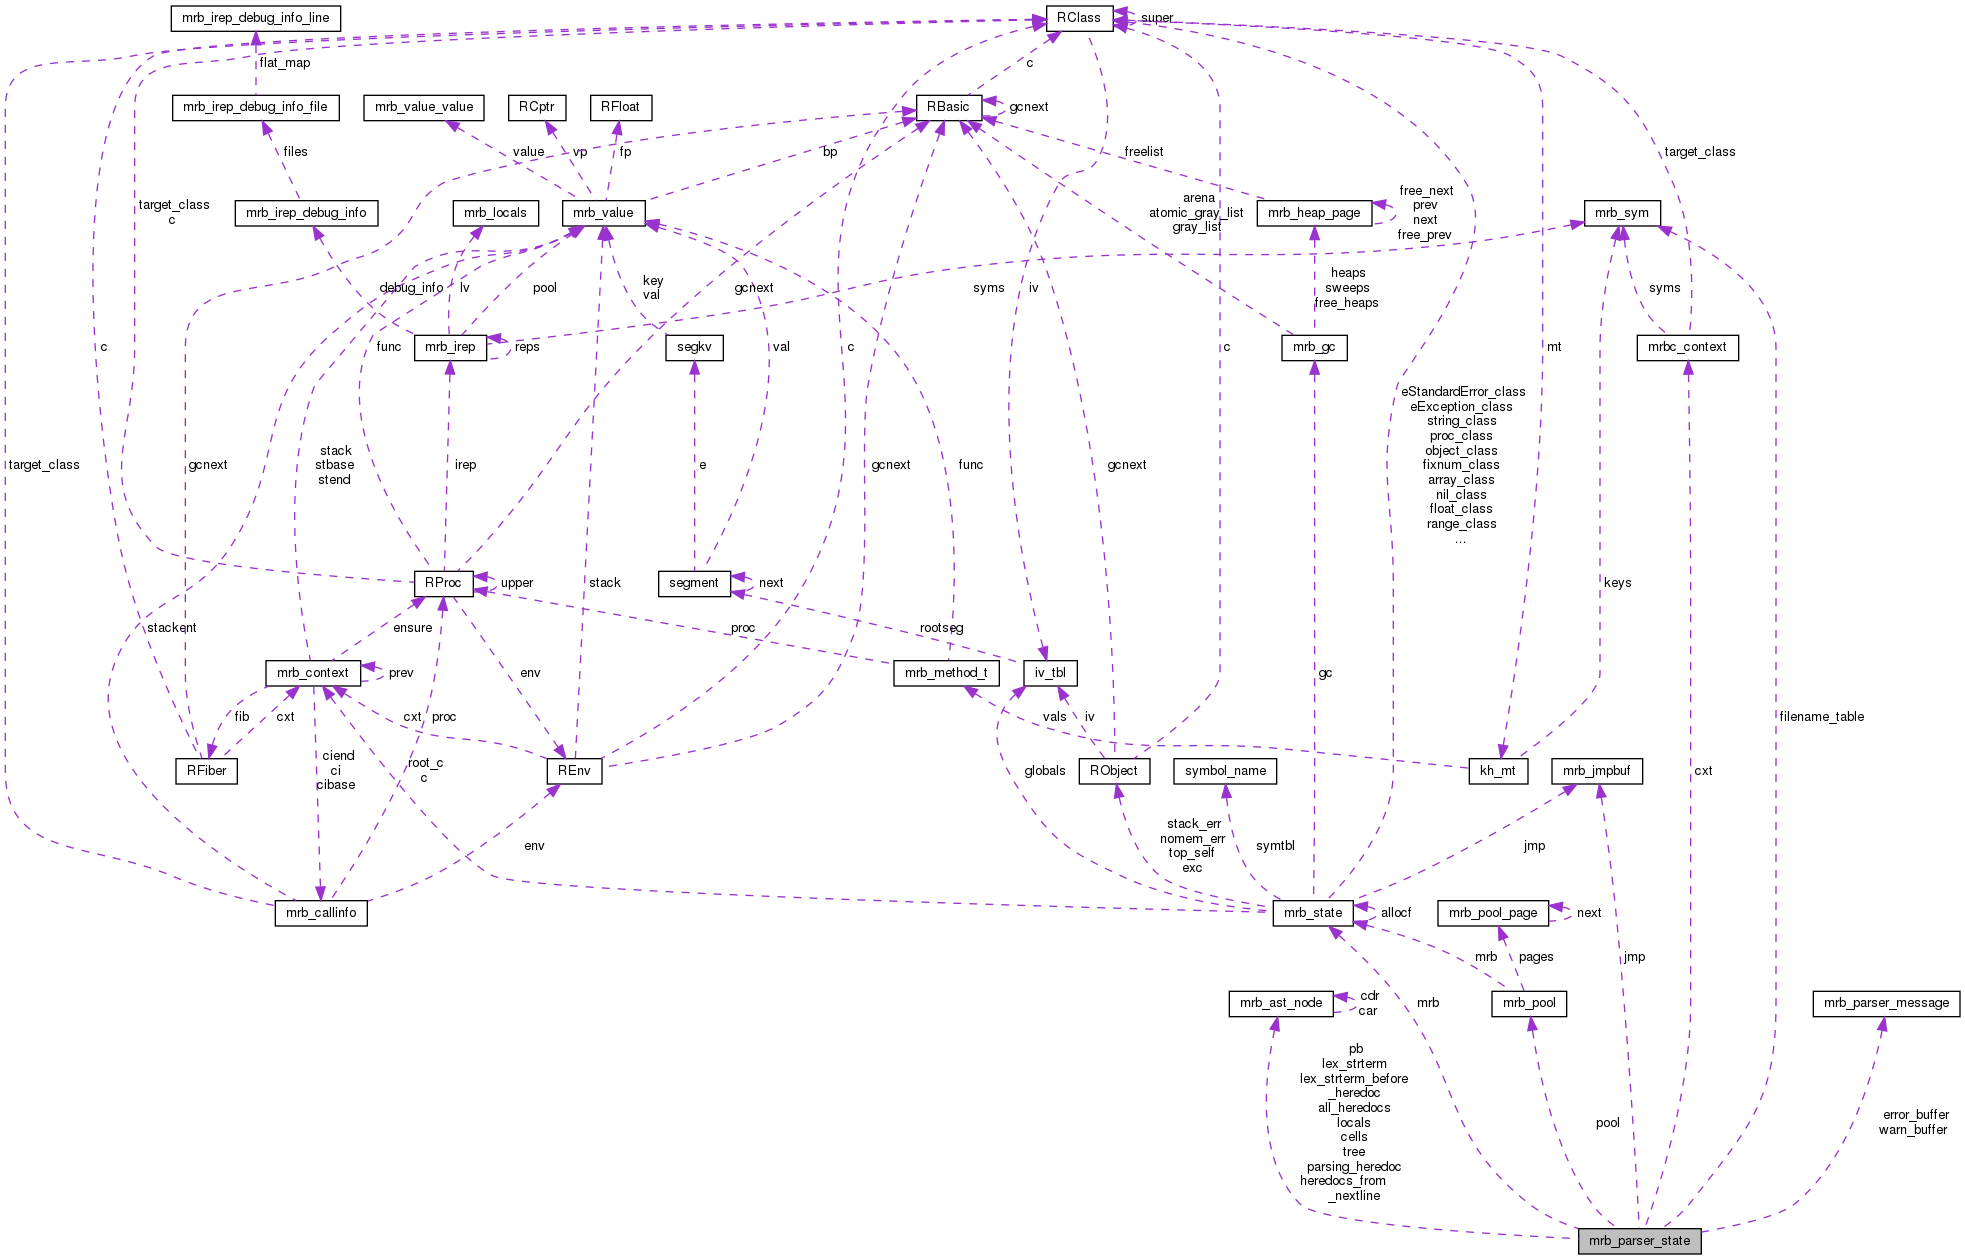 mrb_irep_debug_info_line
RClass
super
flat_map
c
mrb_irep_debug_info_file
mrb_value_value
RCptr
RFloat
RBasic
gcnext
files
value
vp
fp
bp
freelist
target_class
target_class
c
mrb_irep_debug_info
mrb_locals
mrb_value
arena
atomic_gray_list
gray_list
mrb_heap_page
free_next
prev
next
free_prev
mrb_sym
debug_info
lv
pool
key
val
gcnext
syms
iv
heaps
sweeps
free_heaps
syms
c
func
mrb_irep
reps
segkv
val
c
c
mrb_gc
mt
mrbc_context
eStandardError_class
eException_class
string_class
proc_class
object_class
fixnum_class
array_class
nil_class
float_class
range_class
...
target_class
gcnext
stack
stbase
stend
irep
e
gcnext
func
gcnext
RProc
upper
stack
segment
next
keys
stackent
ensure
proc
rootseg
mrb_context
prev
env
mrb_method_t
iv_tbl
gc
fib
cxt
proc
cxt
vals
iv
filename_table
RFiber
ciend
ci
cibase
root_c
c
REnv
globals
RObject
symbol_name
kh_mt
mrb_jmpbuf
cxt
env
stack_err
nomem_err
top_self
exc
symtbl
jmp
mrb_callinfo
mrb_state
allocf
mrb_pool_page
next
mrb
pages
jmp
mrb_ast_node
cdr
car
mrb
mrb_pool
mrb_parser_message
pb
lex_strterm
lex_strterm_before
_heredoc
all_heredocs
locals
cells
tree
parsing_heredoc
heredocs_from
_nextline
pool
error_buffer
warn_buffer
mrb_parser_state